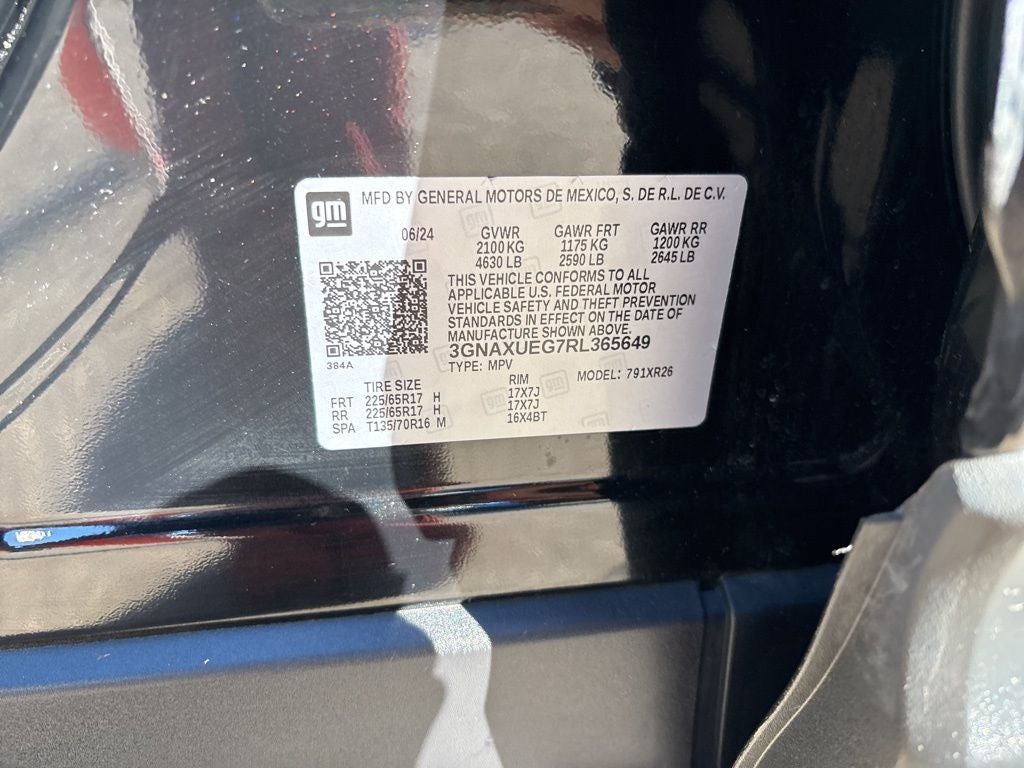 gm
MFD BY GENERAL MOTORS DE MEXICO, S. DE R.L. DE C.V.
06/24 GVWR GAWR FRT GAWR RR
2100 KG 1175 KG 1200 KG
4630 LB 2590 LB 2645 LB
THIS VEHICLE CONFORMS TO ALL
APPLICABLE U.S. FEDERAL MOTOR
VEHICLE SAFETY AND THEFT PREVENTION
STANDARDS IN EFFECT ON THE DATE OF
MANUFACTURE SHOWN ABOVE.
3GNAXUEG7RL365649
384A
TYPE: MPV MODEL: 791XR26
TIRE SIZE RIM
FRT 225/65R17 H 17X7J
RR 225/65R17 H 17X7J
SPA T135/70R16 M 16X4BT